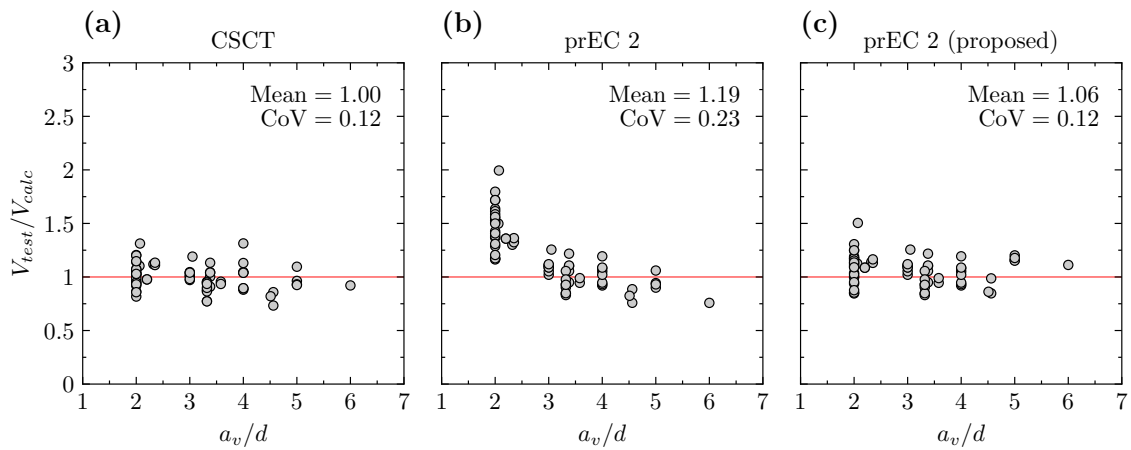 (a)
CSCT
(b)
prEC 2
(c)
prEC 2 (proposed)
Mean = 1.00
CoV = 0.12
Mean = 1.19
CoV = 0.23
Mean = 1.06
CoV = 0.12
V_test/V_calc
3
2.5
2
1.5
1
0.5
0
1 2 3 4 5 6 7
1 2 3 4 5 6 7
1 2 3 4 5 6 7
a_v/d
a_v/d
a_v/d